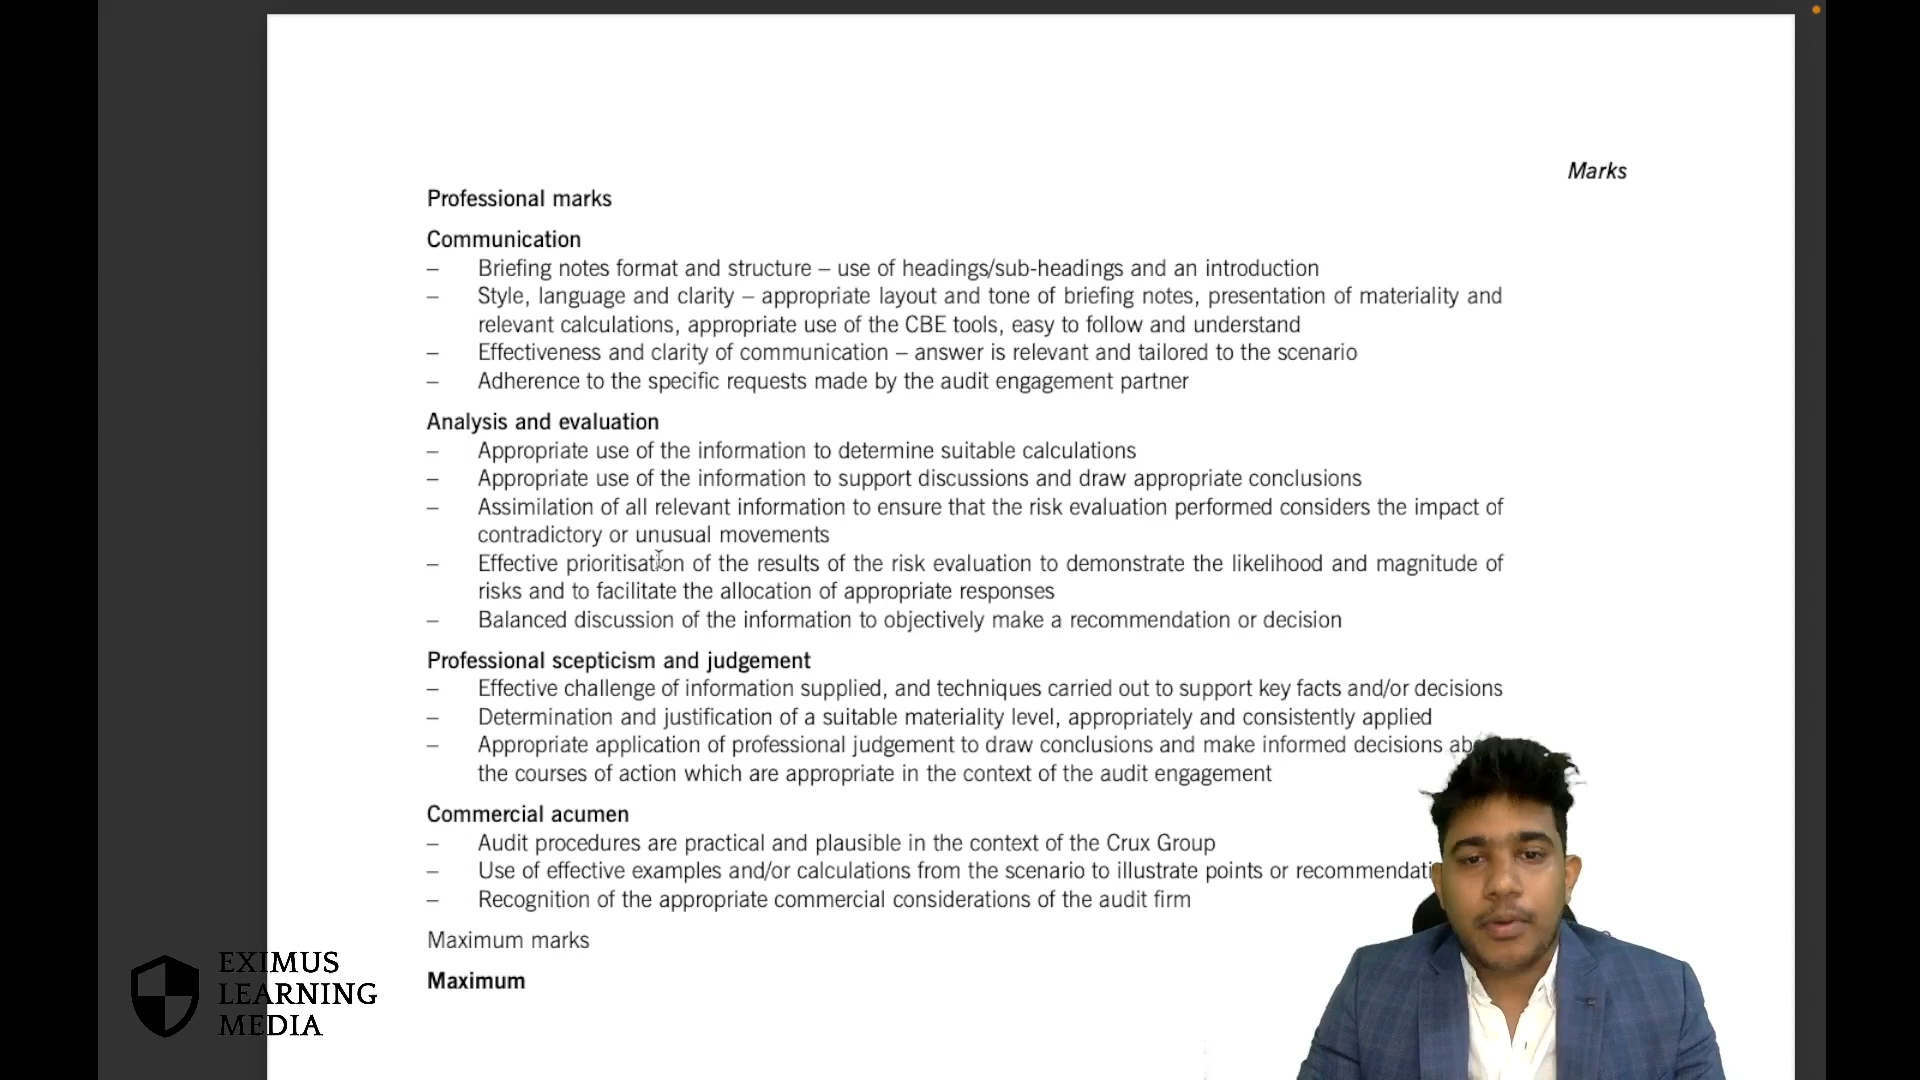 Marks
Professional marks
Communication
– Briefing notes format and structure – use of headings/sub-headings and an introduction
– Style, language and clarity – appropriate layout and tone of briefing notes, presentation of materiality and
relevant calculations, appropriate use of the CBE tools, easy to follow and understand
– Effectiveness and clarity of communication – answer is relevant and tailored to the scenario
– Adherence to the specific requests made by the audit engagement partner
Analysis and evaluation
– Appropriate use of the information to determine suitable calculations
– Appropriate use of the information to support discussions and draw appropriate conclusions
– Assimilation of all relevant information to ensure that the risk evaluation performed considers the impact of
contradictory or unusual movements
– Effective prioritisation of the results of the risk evaluation to demonstrate the likelihood and magnitude of
risks and to facilitate the allocation of appropriate responses
– Balanced discussion of the information to objectively make a recommendation or decision
Professional scepticism and judgement
– Effective challenge of information supplied, and techniques carried out to support key facts and/or decisions
– Determination and justification of a suitable materiality level, appropriately and consistently applied
– Appropriate application of professional judgement to draw conclusions and make informed decisions
the courses of action which are appropriate in the context of the audit engagement
Commercial acumen
– Audit procedures are practical and plausible in the context of the Crux Group
– Use of effective examples and/or calculations from the scenario to illustrate points or
– Recognition of the appropriate commercial considerations of the audit firm
Maximum marks
Maximum
EXIMUS
LEARNING
MEDIA